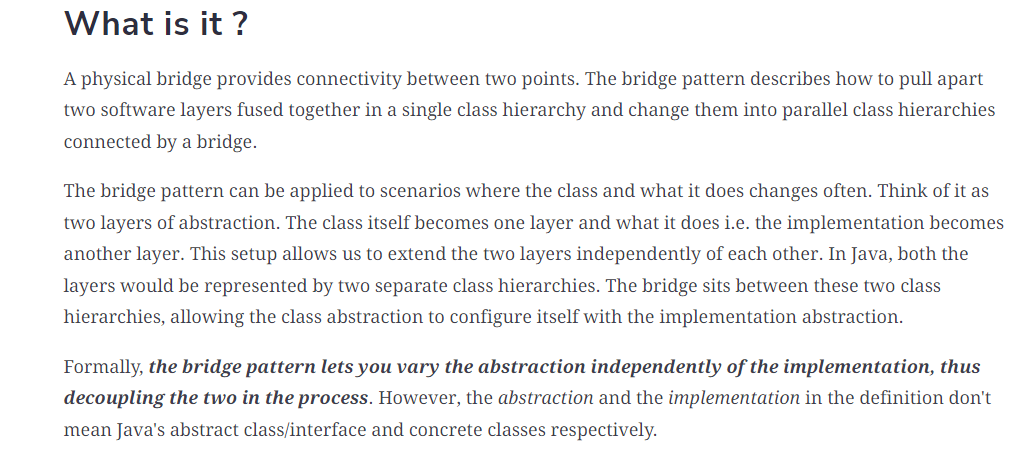 What is it ?
A physical bridge provides connectivity between two points. The bridge pattern describes how to pull apart
two software layers fused together in a single class hierarchy and change them into parallel class hierarchies
connected by a bridge.
The bridge pattern can be applied to scenarios where the class and what it does changes often. Think of it as
two layers of abstraction. The class itself becomes one layer and what it does i.e. the implementation becomes
another layer. This setup allows us to extend the two layers independently of each other. In Java, both the
layers would be represented by two separate class hierarchies. The bridge sits between these two class
hierarchies, allowing the class abstraction to configure itself with the implementation abstraction.
Formally, the bridge pattern lets you vary the abstraction independently of the implementation, thus
decoupling the two in the process. However, the abstraction and the implementation in the definition don't
mean Java's abstract class/interface and concrete classes respectively.